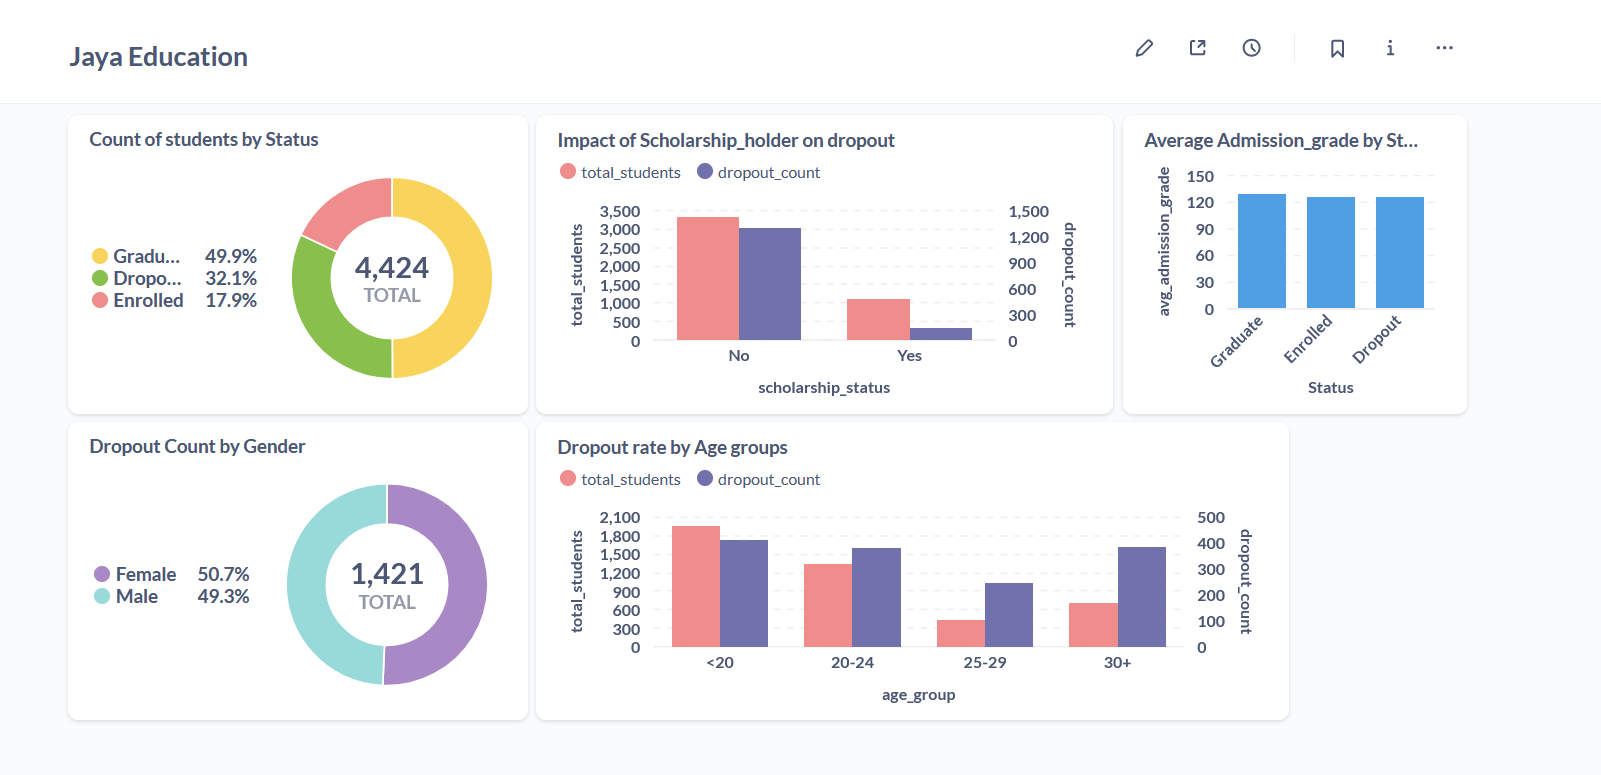 Jaya Education
Count of students by Status
Gradu... 49.9%
Dropo... 32.1%
Enrolled 17.9%
4,424
TOTAL
Impact of Scholarship_holder on dropout
total_students dropout_count
3,500
3,000
2,500
2,000
1,500
1,000
500
0
total_students
1,500
1,200
900
600
300
0
dropout_count
No Yes
scholarship_status
Average Admission_grade by St...
150
120
90
60
30
0
avg_admission_grade
Graduate Enrolled Dropout
Status
Dropout Count by Gender
Female 50.7%
Male 49.3%
1,421
TOTAL
Dropout rate by Age groups
total_students dropout_count
2,100
1,800
1,500
1,200
900
600
300
0
total_students
500
400
300
200
100
0
dropout_count
<20 20-24 25-29 30+
age_group